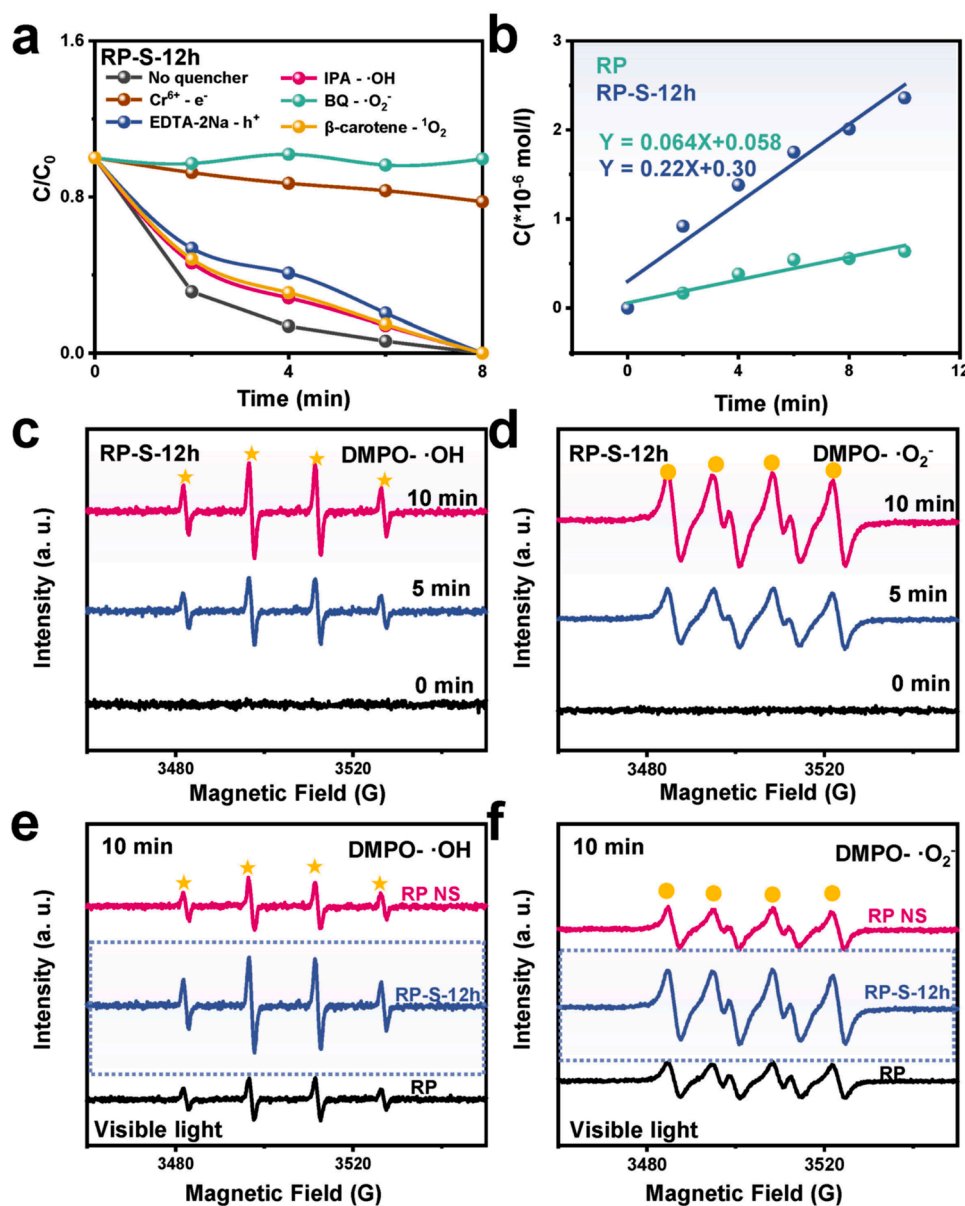 a
1.6
RP-S-12h
No quencher
IPA - ·OH
Cr⁶⁺ - e⁻
BQ - ·O₂⁻
EDTA-2Na - h⁺
β-carotene - ¹O₂
C/C₀
0.8
0.0
0
4
8
Time (min)
b
3
RP
RP-S-12h
Y = 0.064X+0.058
Y = 0.22X+0.30
C(*10⁻⁶ mol/l)
2
1
0
0
4
8
12
Time (min)
c
RP-S-12h
DMPO- ·OH
10 min
5 min
0 min
Intensity (a. u.)
3480
3520
Magnetic Field (G)
d
RP-S-12h
DMPO- ·O₂⁻
10 min
5 min
0 min
Intensity (a. u.)
3480
3520
Magnetic Field (G)
e
10 min
DMPO- ·OH
RP NS
RP-S-12h
RP
Visible light
Intensity (a. u.)
3480
3520
Magnetic Field (G)
f
10 min
DMPO- ·O₂⁻
RP NS
RP-S-12h
RP
Visible light
Intensity (a. u.)
3480
3520
Magnetic Field (G)